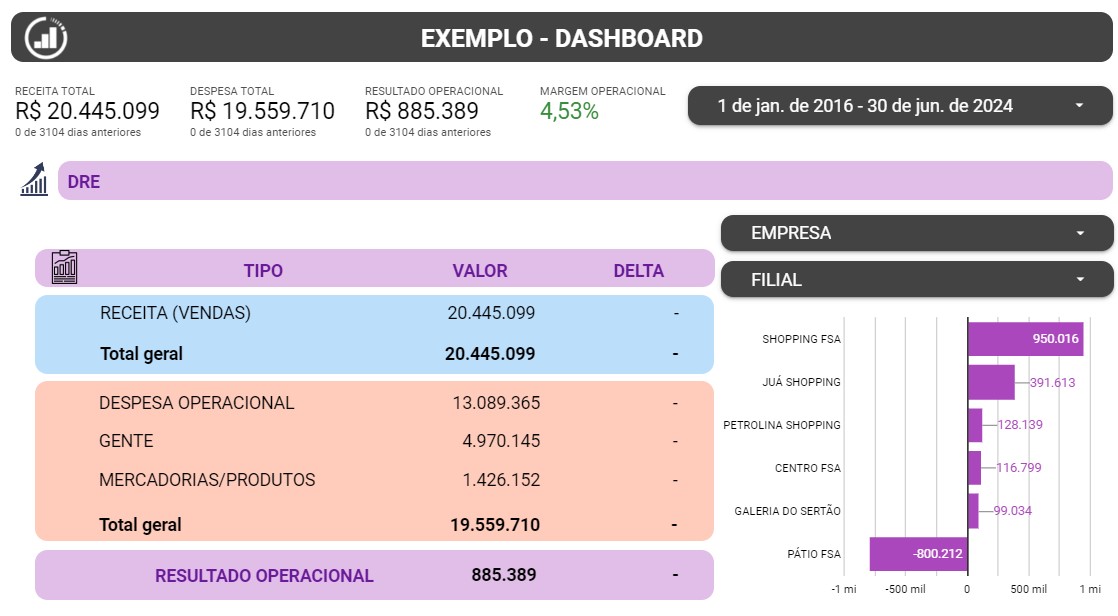 EXEMPLO - DASHBOARD
RECEITA TOTAL
R$ 20.445.099
0 de 3104 dias anteriores
DESPESA TOTAL
R$ 19.559.710
0 de 3104 dias anteriores
RESULTADO OPERACIONAL
R$ 885.389
0 de 3104 dias anteriores
MARGEM OPERACIONAL
4,53%
1 de jan. de 2016 - 30 de jun. de 2024
DRE
TIPO VALOR DELTA
RECEITA (VENDAS) 20.445.099 -
Total geral 20.445.099 -
DESPESA OPERACIONAL 13.089.365 -
GENTE 4.970.145 -
MERCADORIAS/PRODUTOS 1.426.152 -
Total geral 19.559.710 -
RESULTADO OPERACIONAL 885.389 -
EMPRESA
FILIAL
SHOPPING FSA 950.016
JUÁ SHOPPING 391.613
PETROLINA SHOPPING 128.139
CENTRO FSA 116.799
GALERIA DO SERTÃO 99.034
PÁTIO FSA -800.212
-1 mi -500 mil 0 500 mil 1 mi